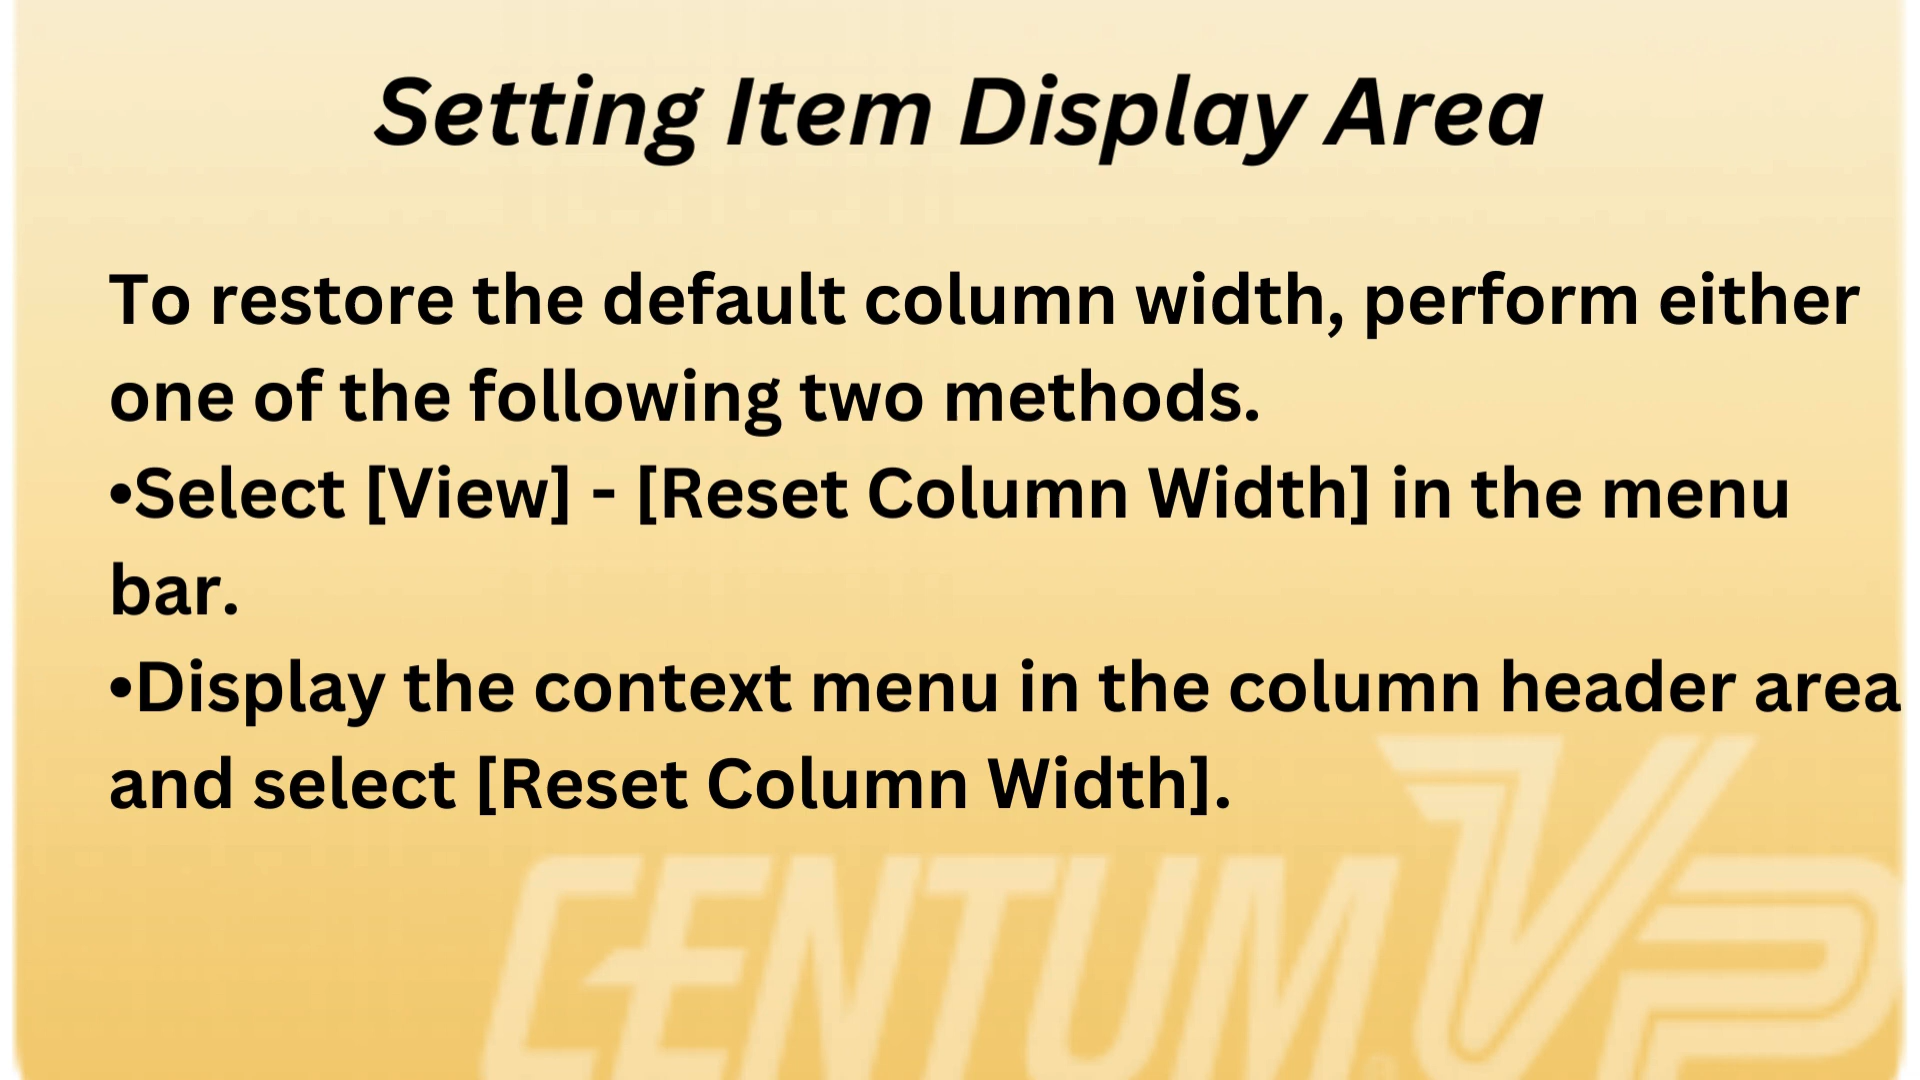 Setting Item Display Area
To restore the default column width, perform either
one of the following two methods.
•Select [View] - [Reset Column Width] in the menu
bar.
•Display the context menu in the column header area
and select [Reset Column Width].
CENTUM VP